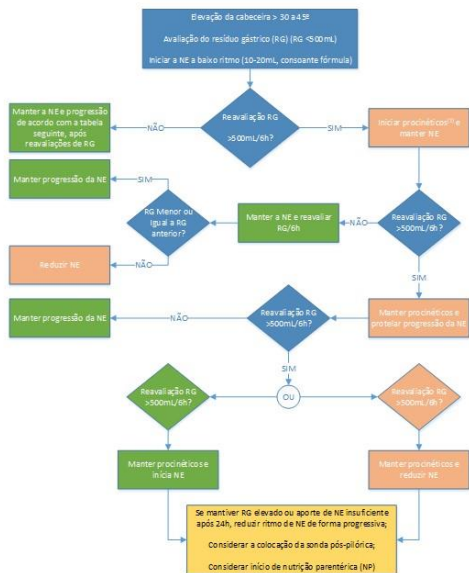 Elevação da cabeceira > 30 a 45º
Avaliação do resíduo gástrico (RG) (RG <500mL)
Iniciar a NE a baixo ritmo (10-20mL, consoante fórmula)
Reavaliação RG
>500mL/6h?
NÃO
SIM
Manter a NE e progressão
de acordo com a tabela
seguinte, após
reavaliações de RG
Iniciar procinéticos e
manter NE
Manter progressão da NE
SIM
RG Menor ou
Igual a RG
anterior?
Manter a NE e reavaliar
RG/6h
NÃO
Reavaliação RG
>500mL/6h?
Reduzir NE
NÃO
SIM
Manter progressão da NE
NÃO
Reavaliação RG
>500mL/6h?
Manter procinéticos e
protelar progressão da
NE
SIM
Reavaliação RG
>500mL/6h?
OU
Reavaliação RG
>500mL/6h?
Manter procinéticos e
inicia NE
Manter procinéticos e
reduzir NE
Se mantiver RG elevado ou aporte de NE insuficiente
após 24h, reduzir ritmo de NE de forma progressiva;
Considerar a colocação da sonda pós-pilórica;
Considerar início de nutrição parentérica (NP)